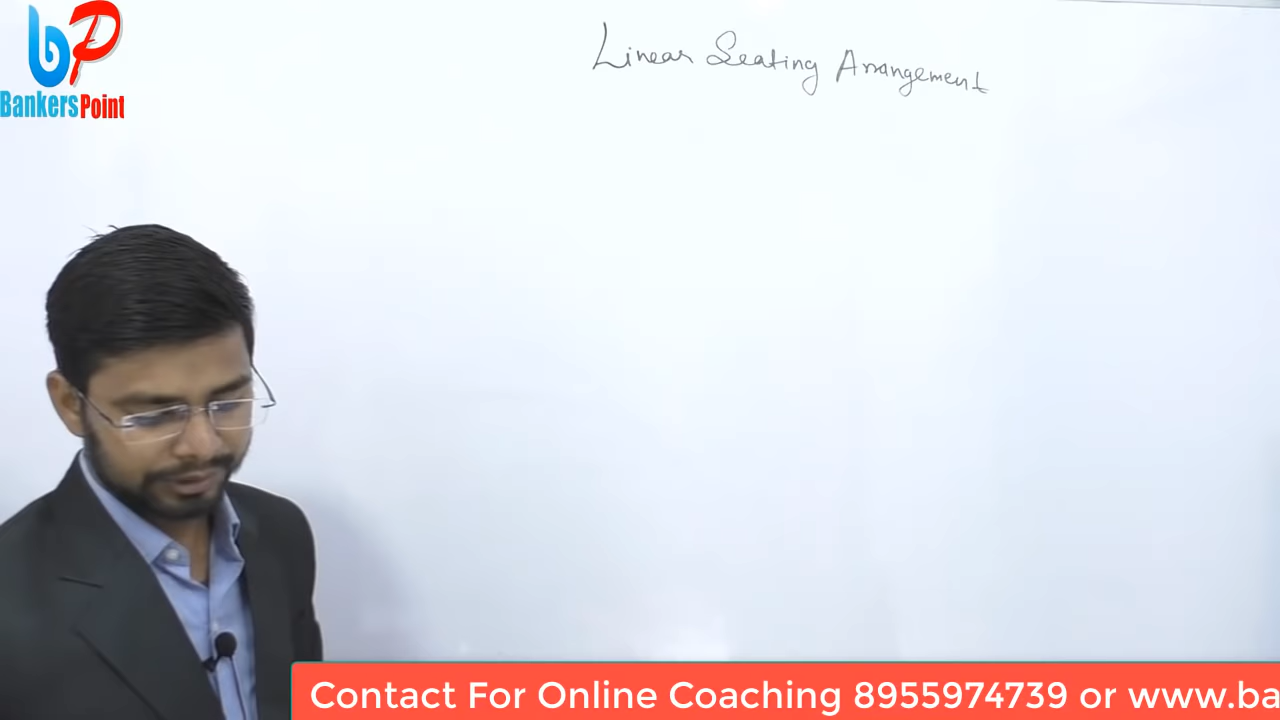 bp
BankersPoint
Linear Seating Arrangement
Contact For Online Coaching 8955974739 or www.ba